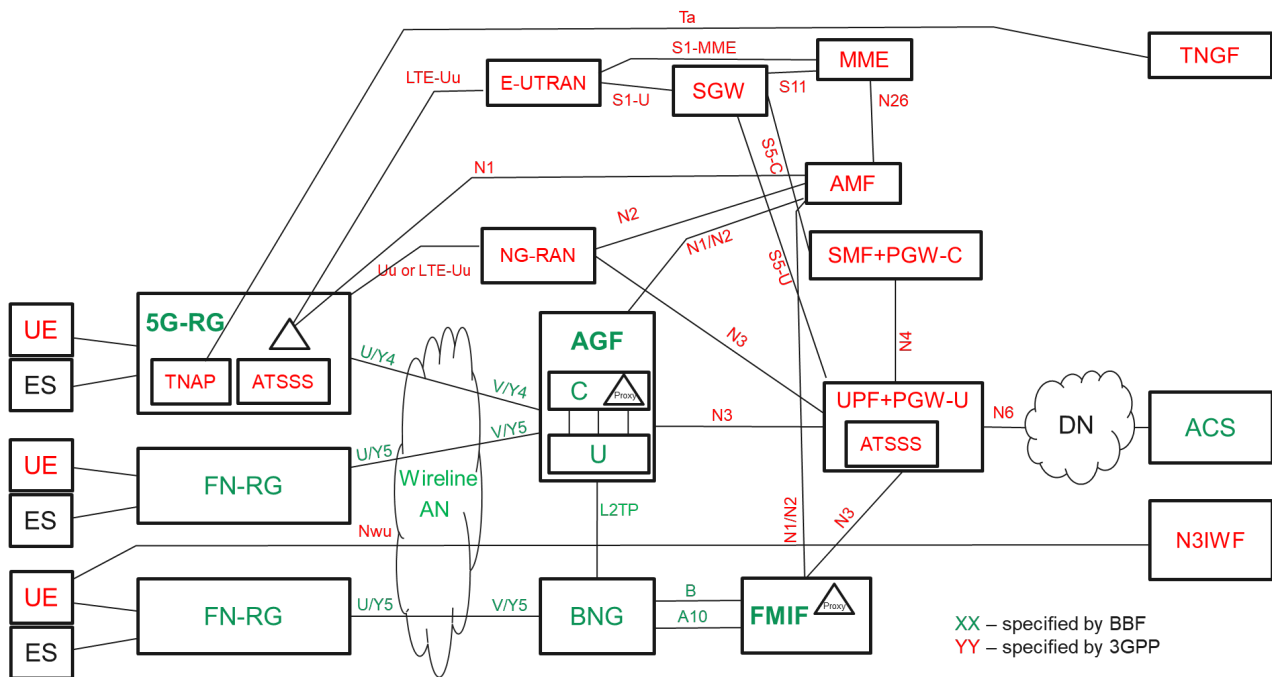 Ta
S1-MME
MME
TNGF
LTE-Uu
E-UTRAN
SGW
S11
S1-U
N26
S5-C
N1
AMF
N2
N1/N2
NG-RAN
SMF+PGW-C
Uu or LTE-Uu
S5-U
UE
5G-RG
ES
TNAP
ATSSS
U/Y4
V/Y4
AGF
C
Proxy
U
N3
N4
N3
UPF+PGW-U
ATSSS
N6
DN
ACS
UE
ES
FN-RG
U/Y5
V/Y5
Wireline
AN
L2TP
N1/N2
N3
Nwu
N3IWF
UE
ES
FN-RG
U/Y5
V/Y5
BNG
B
A10
FMIF
Proxy
XX – specified by BBF
YY – specified by 3GPP